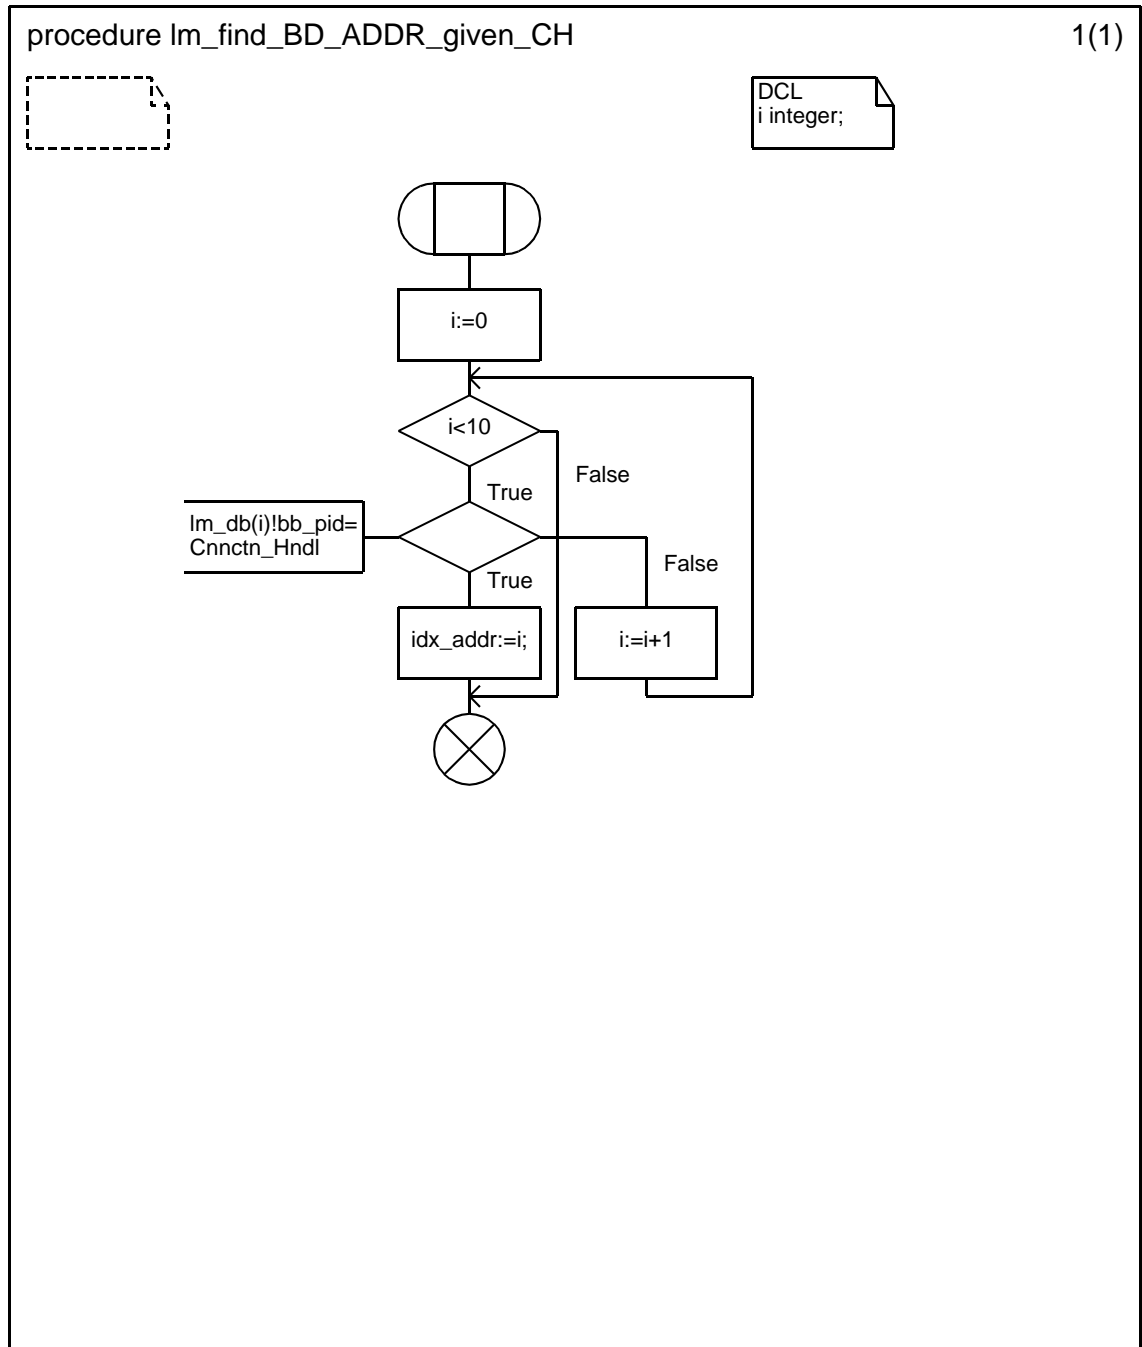 procedure lm_find_BD_ADDR_given_CH
1(1)
DCL
i integer;
i:=0
i<10
False
True
lm_db(i)!bb_pid=
Cnnctn_Hndl
False
True
idx_addr:=i;
i:=i+1